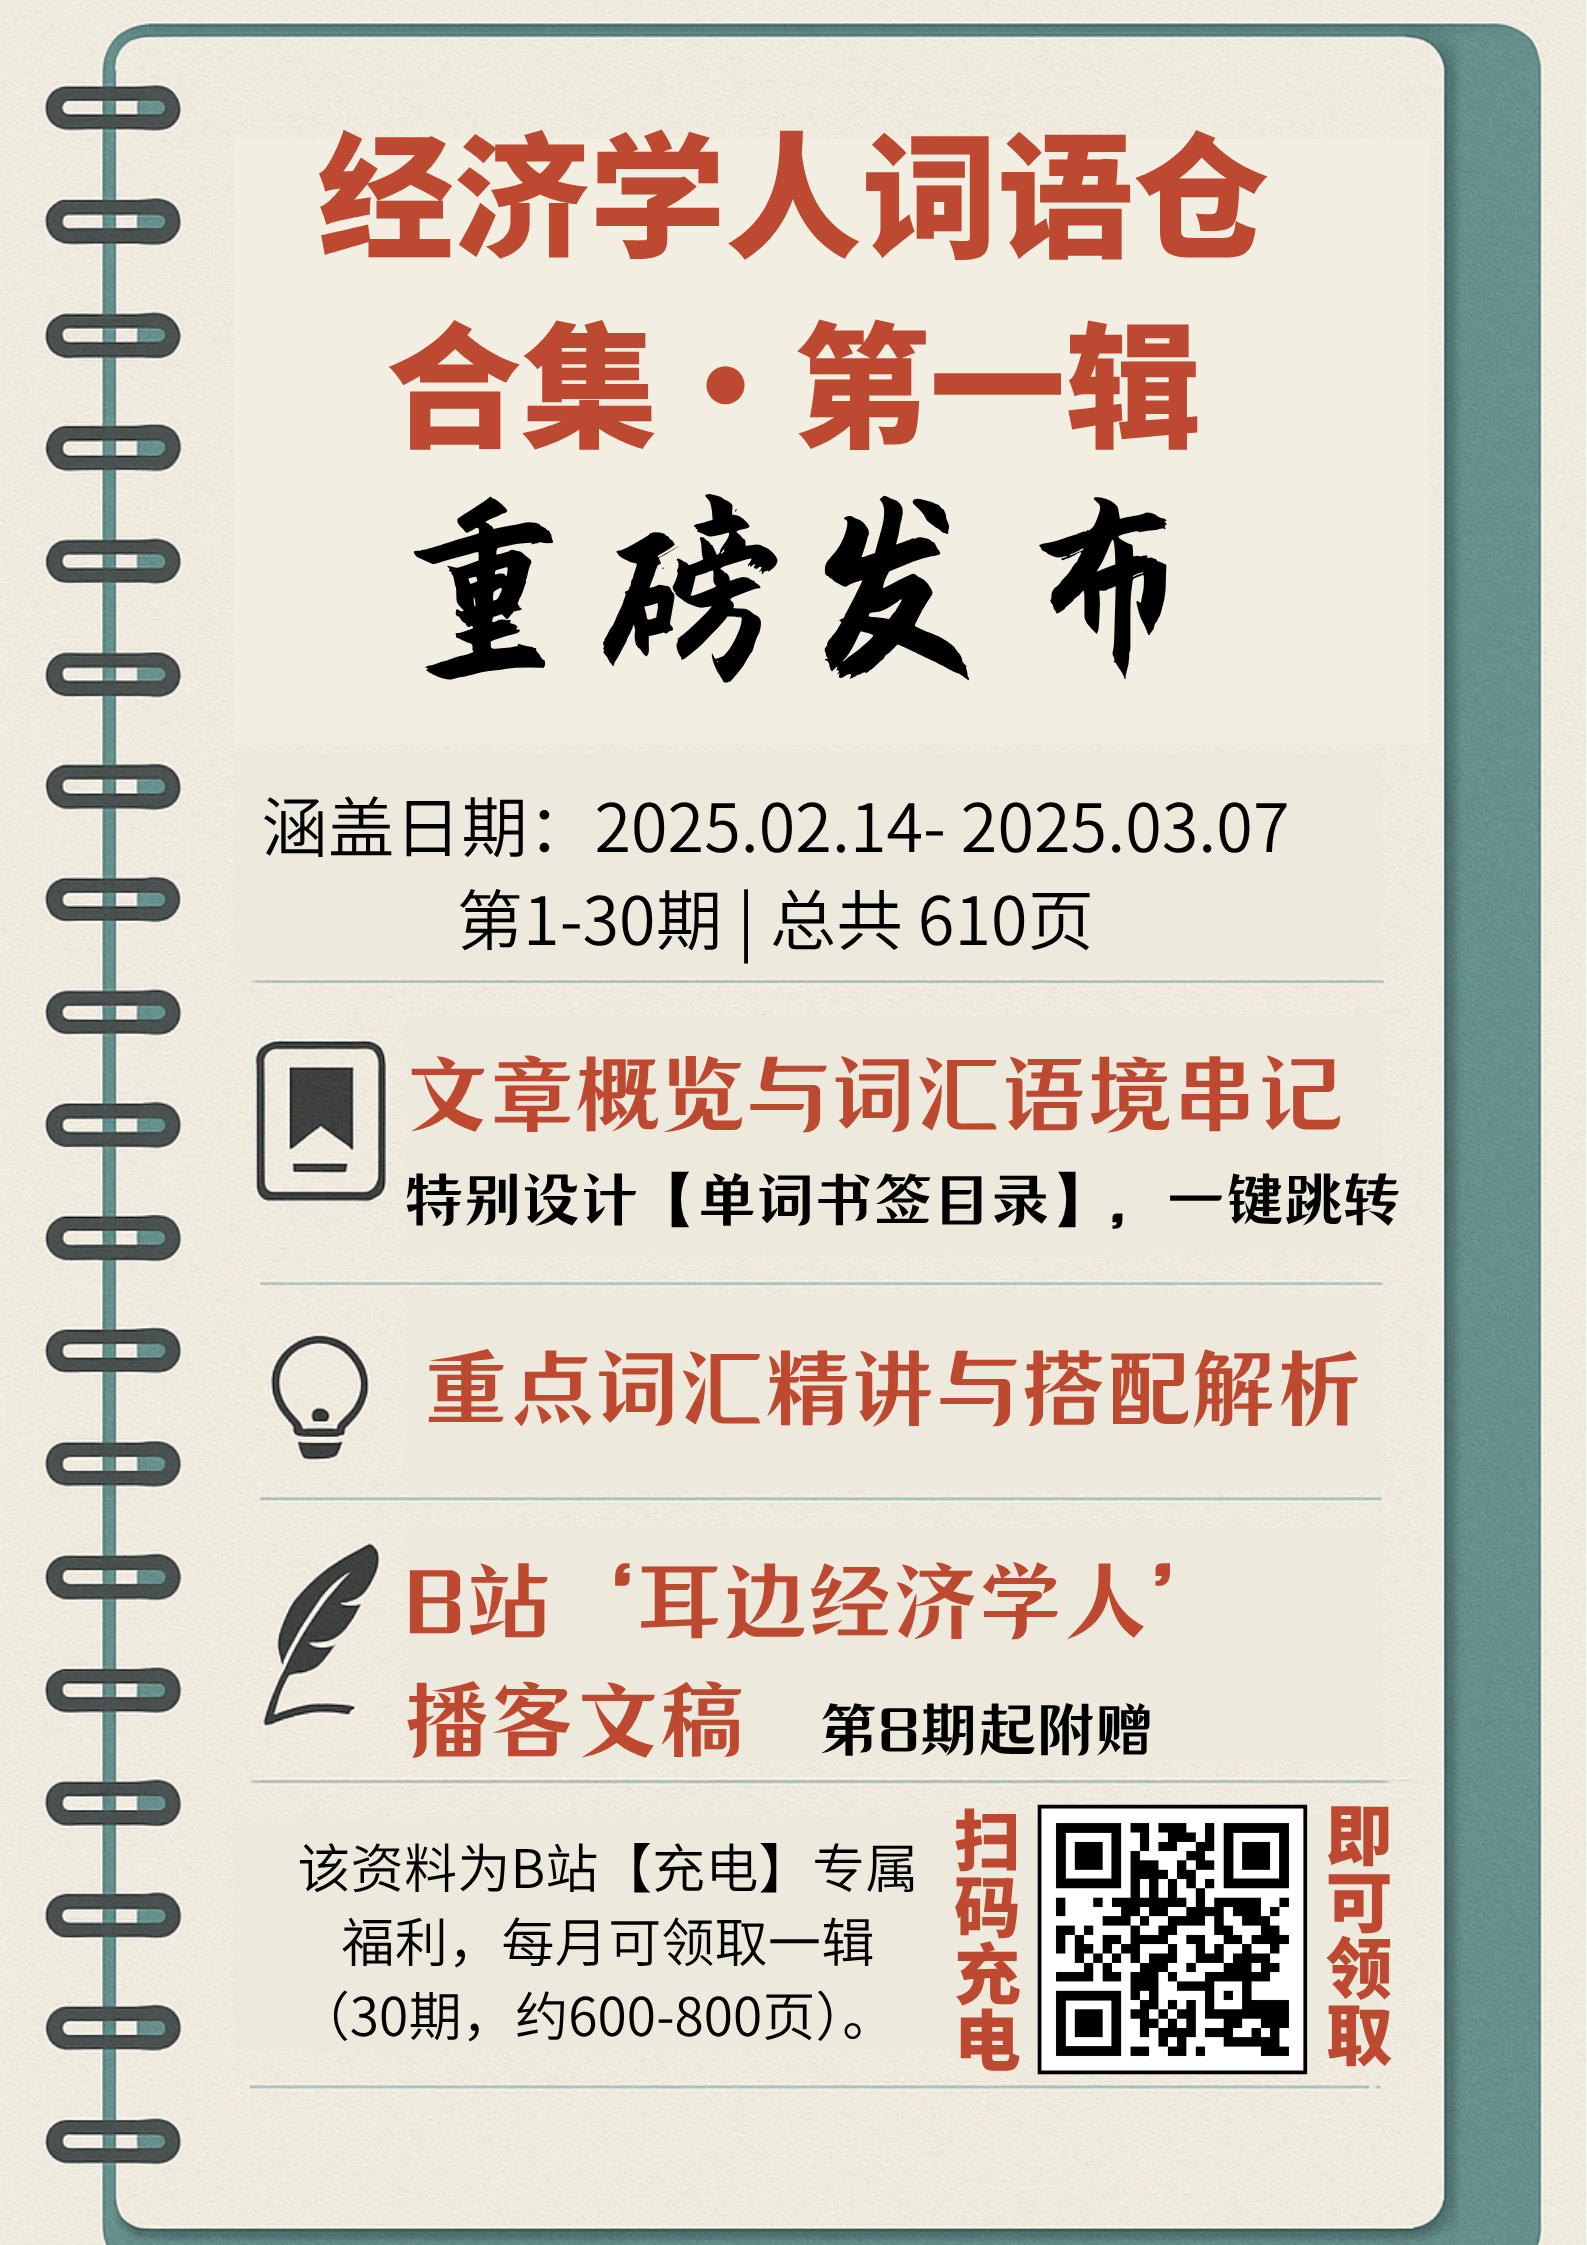 经济学人词语仓
合集·第一辑
重磅发布
涵盖日期：2025.02.14- 2025.03.07
第1-30期 | 总共 610页
文章概览与词汇语境串记
特别设计【单词书签目录】，一键跳转
重点词汇精讲与搭配解析
B站‘耳边经济学人’
播客文稿 第8期起附赠
该资料为B站【充电】专属
福利，每月可领取一辑
（30期，约600-800页）。
扫码充电
即可领取